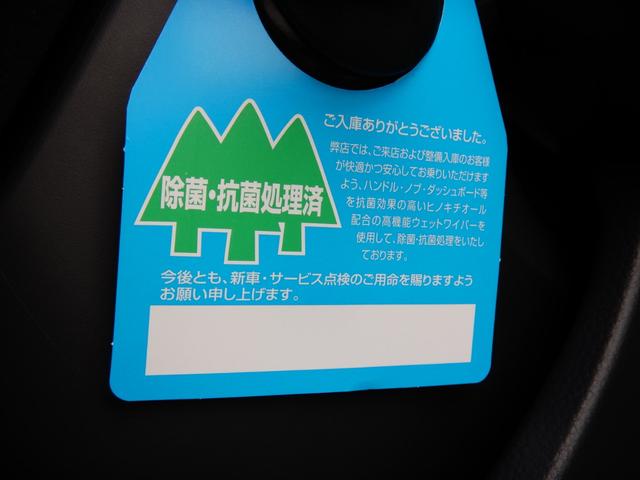 ご入庫ありがとうございました。
弊店では、ご来店および整備入庫のお客様
が快適かつ安心してお乗りいただけます
よう、ハンドル・ノブ・ダッシュボード等
を抗菌効果の高いヒノキチオール
配合の高機能ウェットワイパーを
使用して、除菌・抗菌処理をいたし
ております。
除菌・抗菌処理済
今後とも、新車・サービス点検のご用命を賜りますよう
お願い申し上げます。